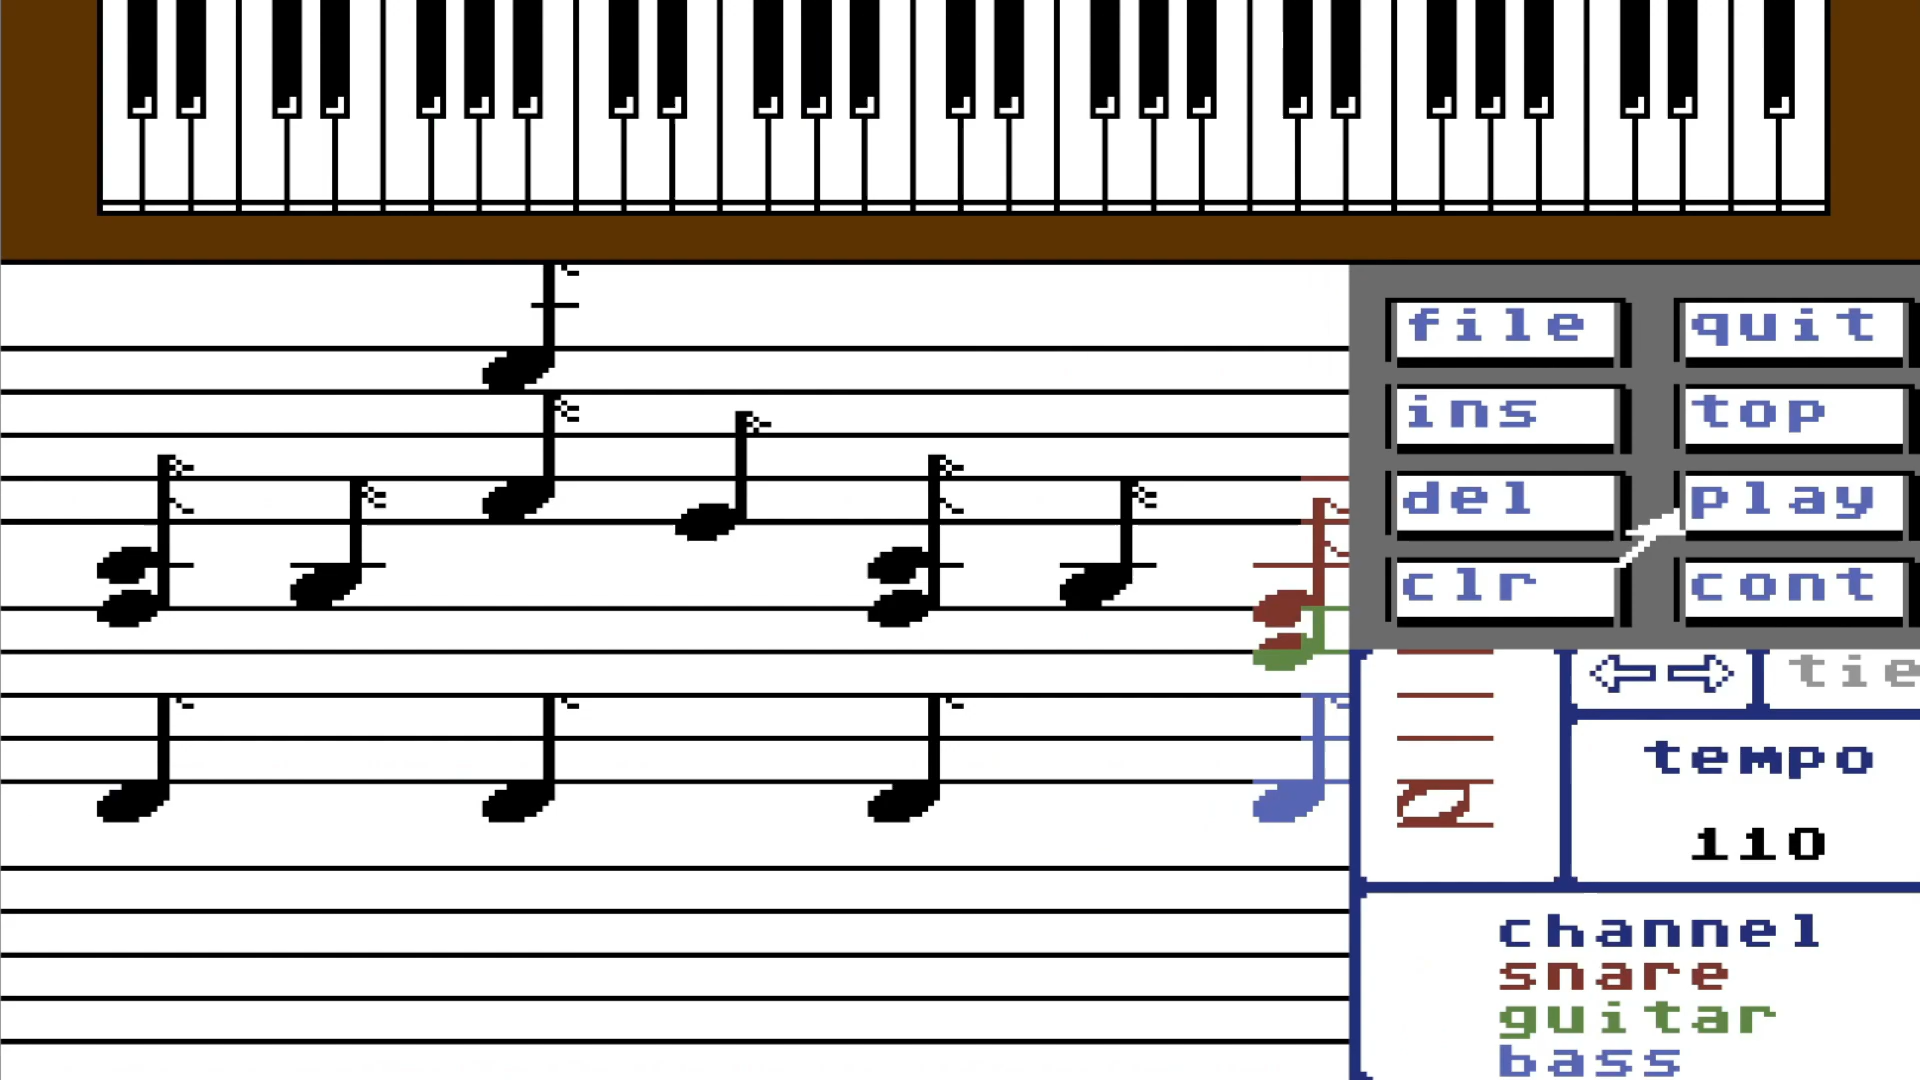 file quit
ins top
del play
clr cont
tie
tempo
110
channel
snare
guitar
bass